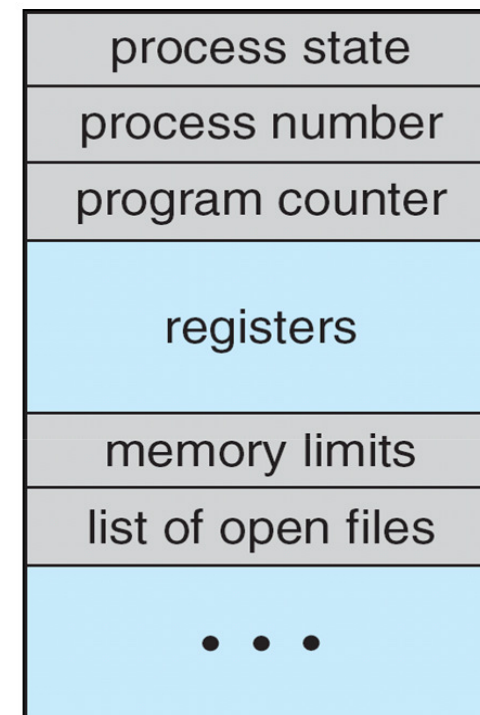 process state
process number
program counter
registers
memory limits
list of open files
• • •